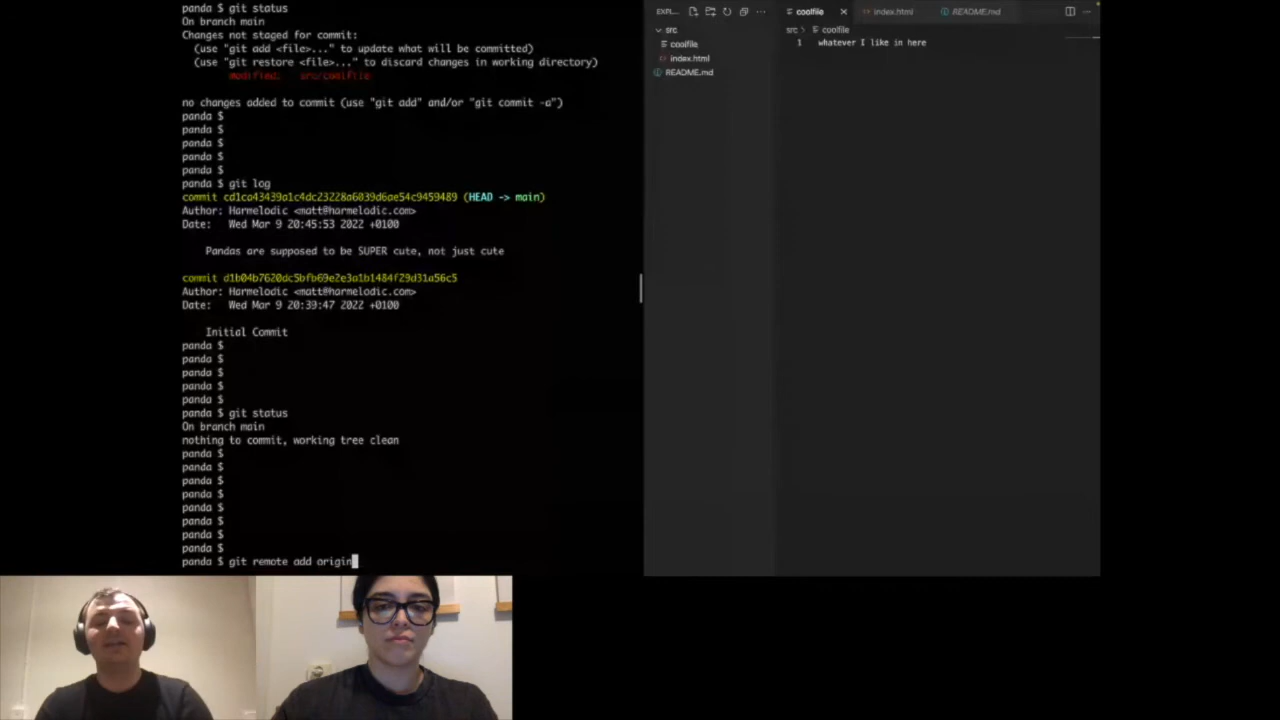 panda $ git status
On branch main
Changes not staged for commit:
(use "git add <file>..." to update what will be committed)
(use "git restore <file>..." to discard changes in working directory)
modified: src/coolfile
no changes added to commit (use "git add" and/or "git commit -a")
panda $
panda $
panda $
panda $
panda $
panda $ git log
commit cd1ca43439a1c4dc23228a6039d6ae54c9459489 (HEAD -> main)
Author: Harmelodic <matt@harmelodic.com>
Date: Wed Mar 9 20:45:53 2022 +0100
Pandas are supposed to be SUPER cute, not just cute
commit d1b04b7620dc5bfb69e2e3a1b1484f29d31a56c5
Author: Harmelodic <matt@harmelodic.com>
Date: Wed Mar 9 20:39:47 2022 +0100
Initial Commit
panda $
panda $
panda $
panda $
panda $
panda $ git status
On branch main
nothing to commit, working tree clean
panda $
panda $
panda $
panda $
panda $
panda $
panda $
panda $
panda $ git remote add origin
EXPL...
src
coolfile
index.html
README.md
coolfile index.html README.md
src > coolfile
1 whatever I like in here